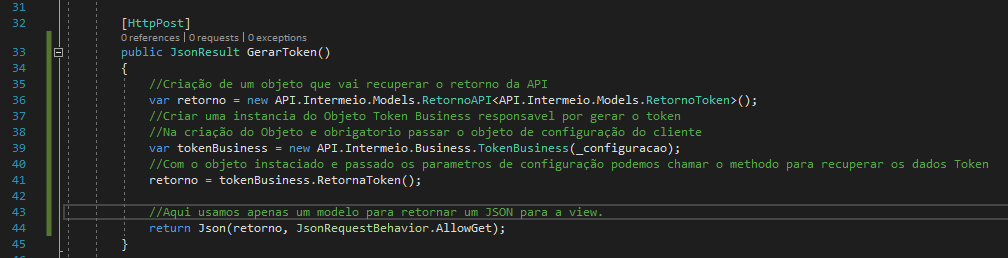 31
32 [HttpPost]
0 references | 0 requests | 0 exceptions
33 public JsonResult GerarToken()
34 {
35 //Criação de um objeto que vai recuperar o retorno da API
36 var retorno = new API.Intermeio.Models.RetornoAPI<API.Intermeio.Models.RetornoToken>();
37 //Criar uma instancia do Objeto Token Business responsavel por gerar o token
38 //Na criação do Objeto e obrigatorio passar o objeto de configuração do cliente
39 var tokenBusiness = new API.Intermeio.Business.TokenBusiness(_configuracao);
40 //Com o objeto instaciado e passado os parametros de configuração podemos chamar o methodo para recuperar os dados Token
41 retorno = tokenBusiness.RetornaToken();
42
43 //Aqui usamos apenas um modelo para retornar um JSON para a view.
44 return Json(retorno, JsonRequestBehavior.AllowGet);
45 }